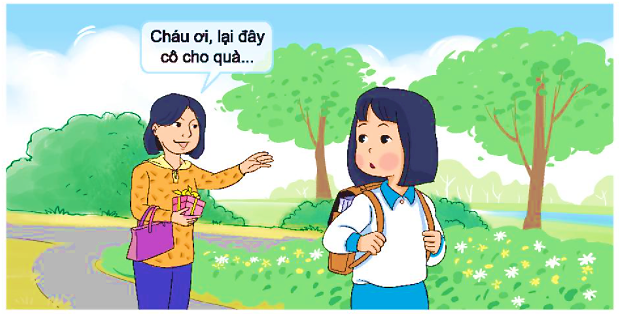 Cháu ơi, lại đây
cô cho quà...